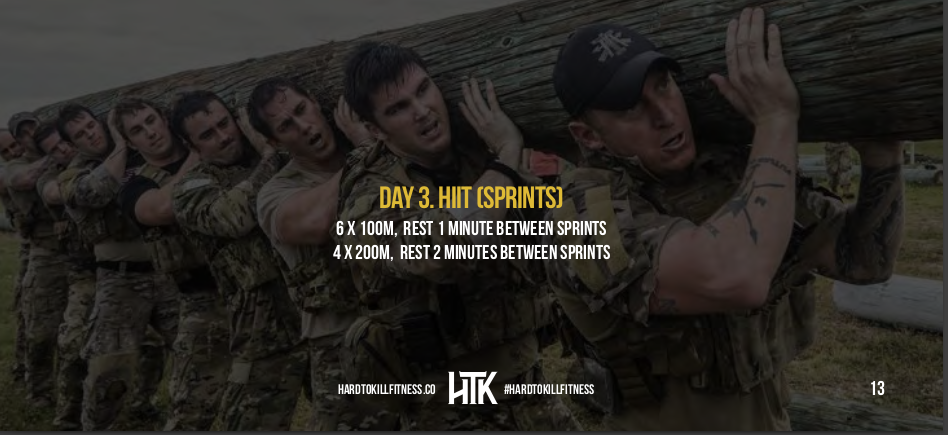 DAY 3. HIIT (SPRINTS)
6 X 100M, REST 1 MINUTE BETWEEN SPRINTS
4 X 200M, REST 2 MINUTES BETWEEN SPRINTS
HARDTOKILLFITNESS.CO HTK #HARDTOKILLFITNESS
13